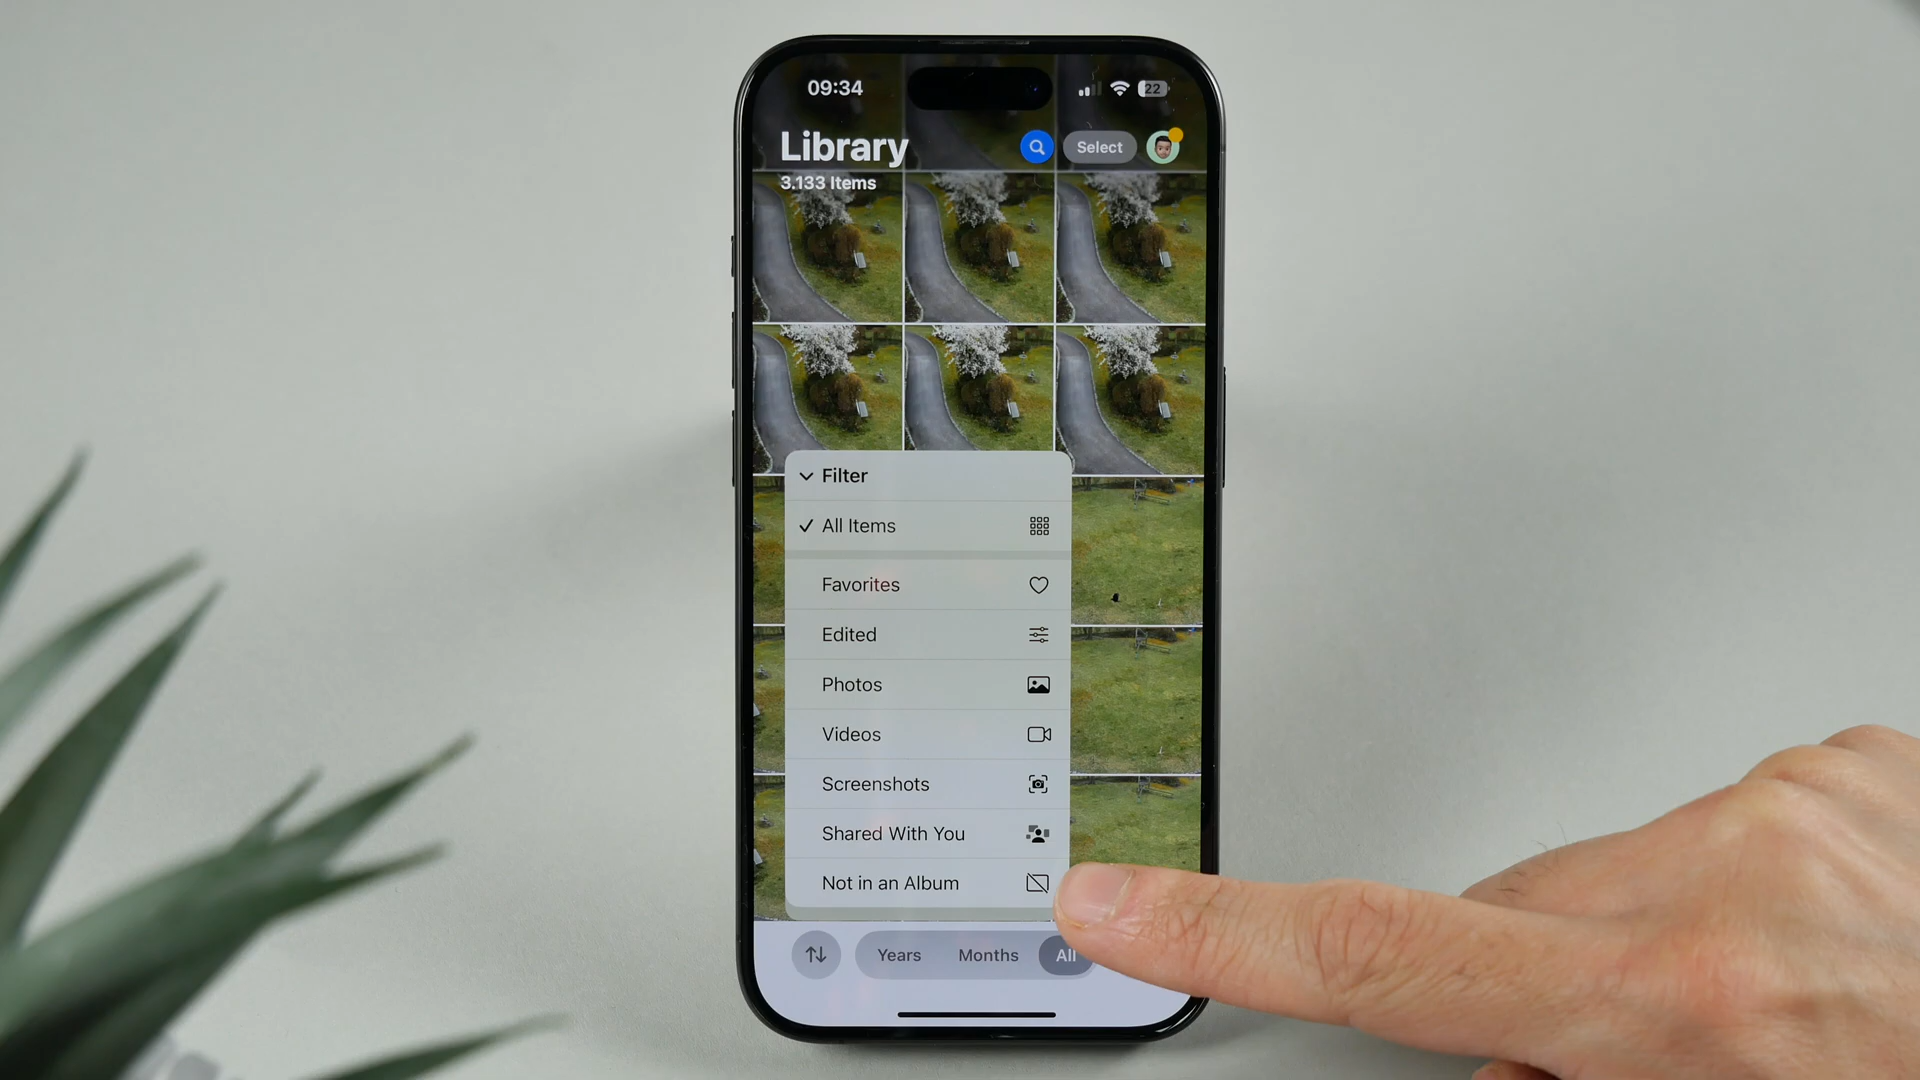 09:34
22
Library
Select
3.133 Items
Filter
All Items
Favorites
Edited
Photos
Videos
Screenshots
Shared With You
Not in an Album
Years
Months
All